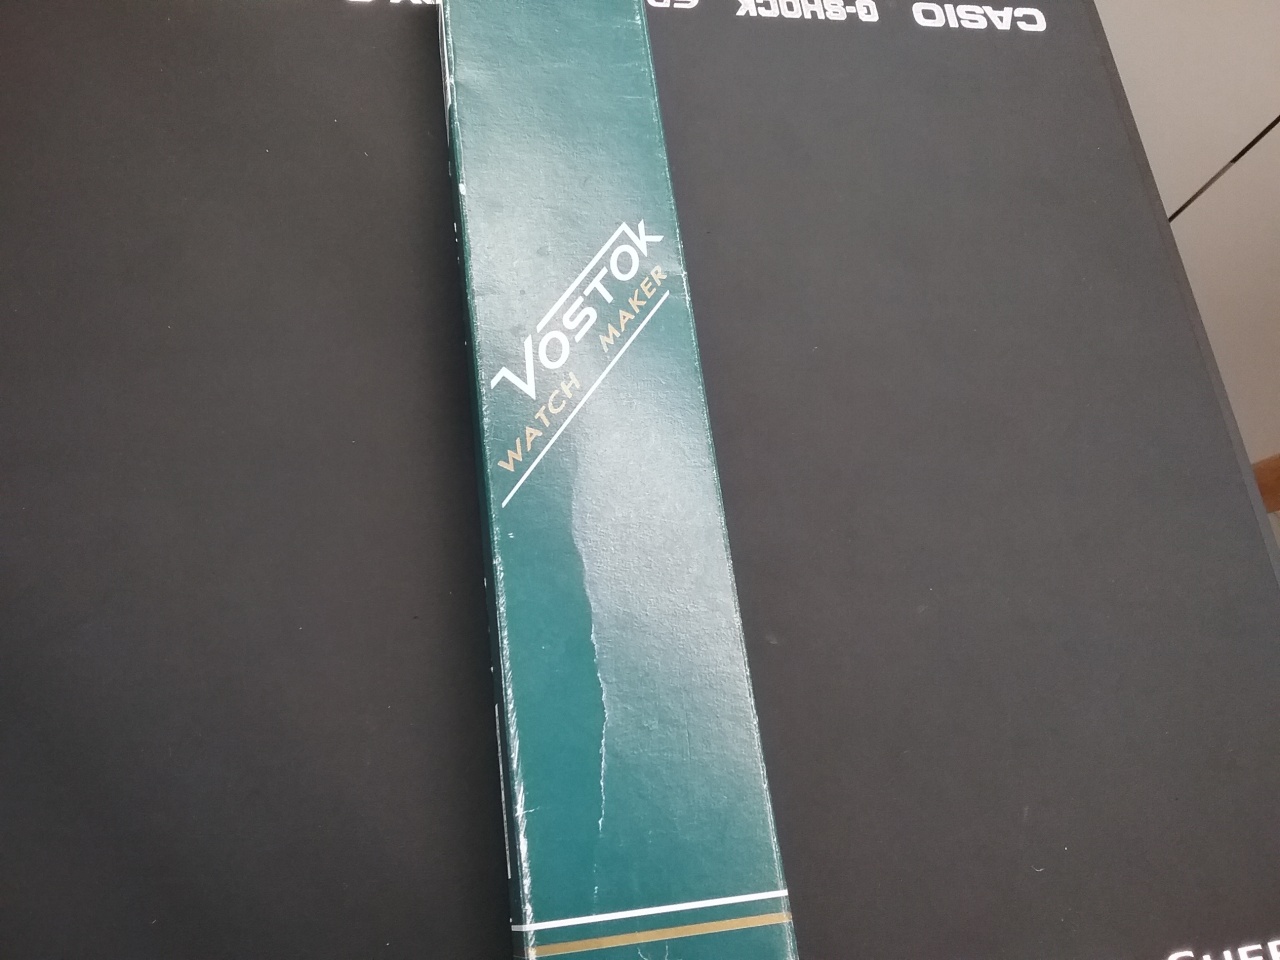 CASIO G-SHOCK
VOSTOK
WATCH MAKER